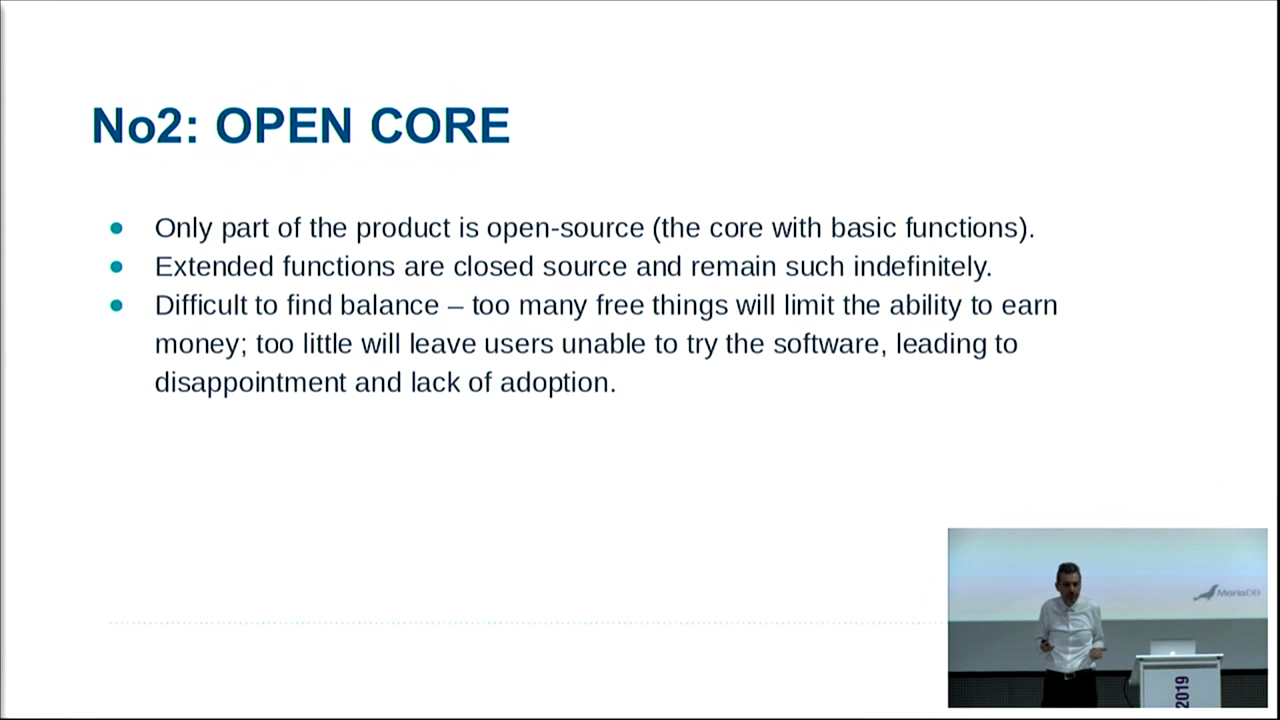 No2: OPEN CORE
Only part of the product is open-source (the core with basic functions).
Extended functions are closed source and remain such indefinitely.
Difficult to find balance – too many free things will limit the ability to earn
money; too little will leave users unable to try the software, leading to
disappointment and lack of adoption.
MariaDB
2019